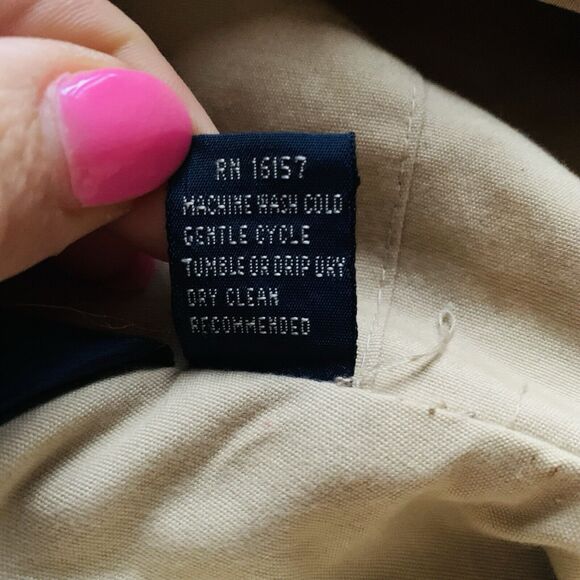 RN 16157
MACHINE WASH COLD
GENTLE CYCLE
TUMBLE OR DRIP DRY
DRY CLEAN
RECOMMENDED